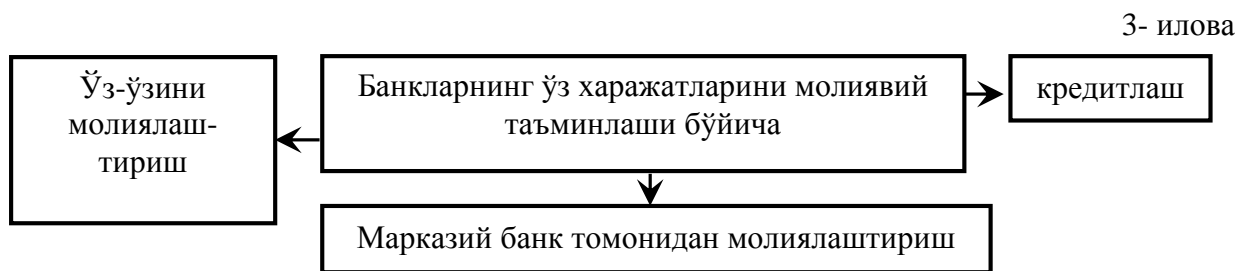 3- илова
Ўз-ўзини
молиялаш-
тириш
Банкларнинг ўз харажатларини молиявий
таъминлаши бўйича
кредитлаш
Марказий банк томонидан молиялаштириш